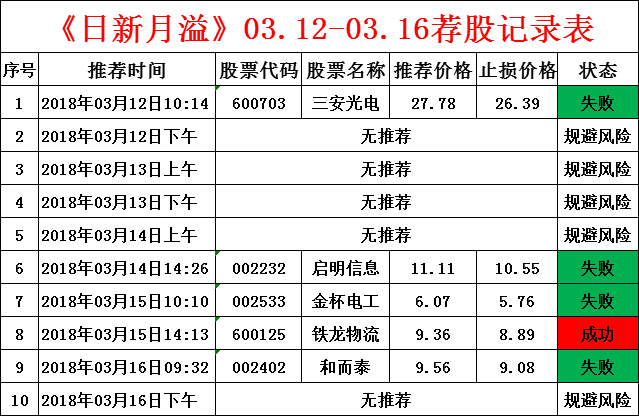 《日新月溢》03.12-03.16荐股记录表
序号 推荐时间 股票代码 股票名称 推荐价格 止损价格 状态
1 2018年03月12日10:14 600703 三安光电 27.78 26.39 失败
2 2018年03月12日下午 无推荐 规避风险
3 2018年03月13日上午 无推荐 规避风险
4 2018年03月13日下午 无推荐 规避风险
5 2018年03月14日上午 无推荐 规避风险
6 2018年03月14日14:26 002232 启明信息 11.11 10.55 失败
7 2018年03月15日10:10 002533 金杯电工 6.07 5.76 失败
8 2018年03月15日14:13 600125 铁龙物流 9.36 8.89 成功
9 2018年03月16日09:32 002402 和而泰 9.56 9.08 失败
10 2018年03月16日下午 无推荐 规避风险